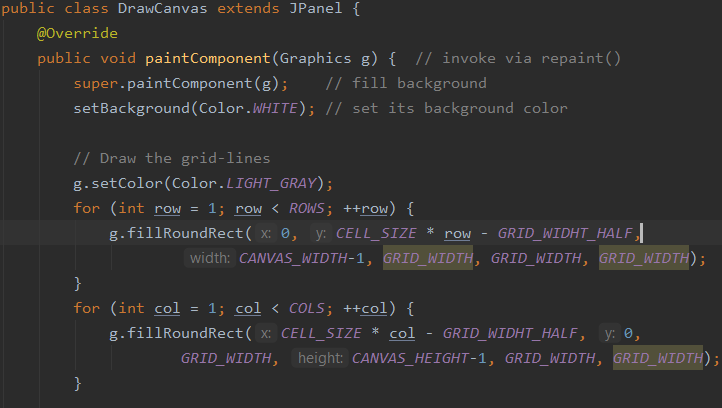 public class DrawCanvas extends JPanel {
@Override
public void paintComponent(Graphics g) {  // invoke via repaint()
super.paintComponent(g);    // fill background
setBackground(Color.WHITE); // set its background color
// Draw the grid-lines
g.setColor(Color.LIGHT_GRAY);
for (int row = 1; row < ROWS; ++row) {
g.fillRoundRect( x: 0, y: CELL_SIZE * row - GRID_WIDHT_HALF,
width: CANVAS_WIDTH-1, GRID_WIDTH, GRID_WIDTH, GRID_WIDTH);
}
for (int col = 1; col < COLS; ++col) {
g.fillRoundRect( x: CELL_SIZE * col - GRID_WIDHT_HALF, y: 0,
GRID_WIDTH, height: CANVAS_HEIGHT-1, GRID_WIDTH, GRID_WIDTH);
}